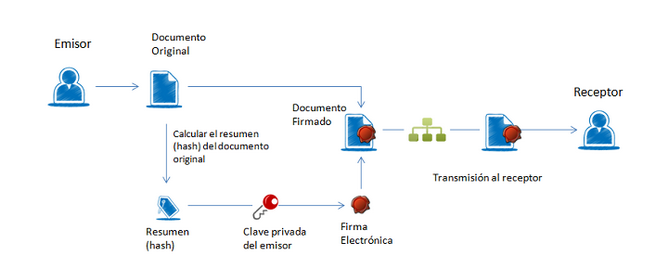 Emisor
Documento
Original
Calcular el resumen
(hash) del documento
original
Resumen
(hash)
Clave privada
del emisor
Firma
Electrónica
Documento
Firmado
Transmisión al receptor
Receptor